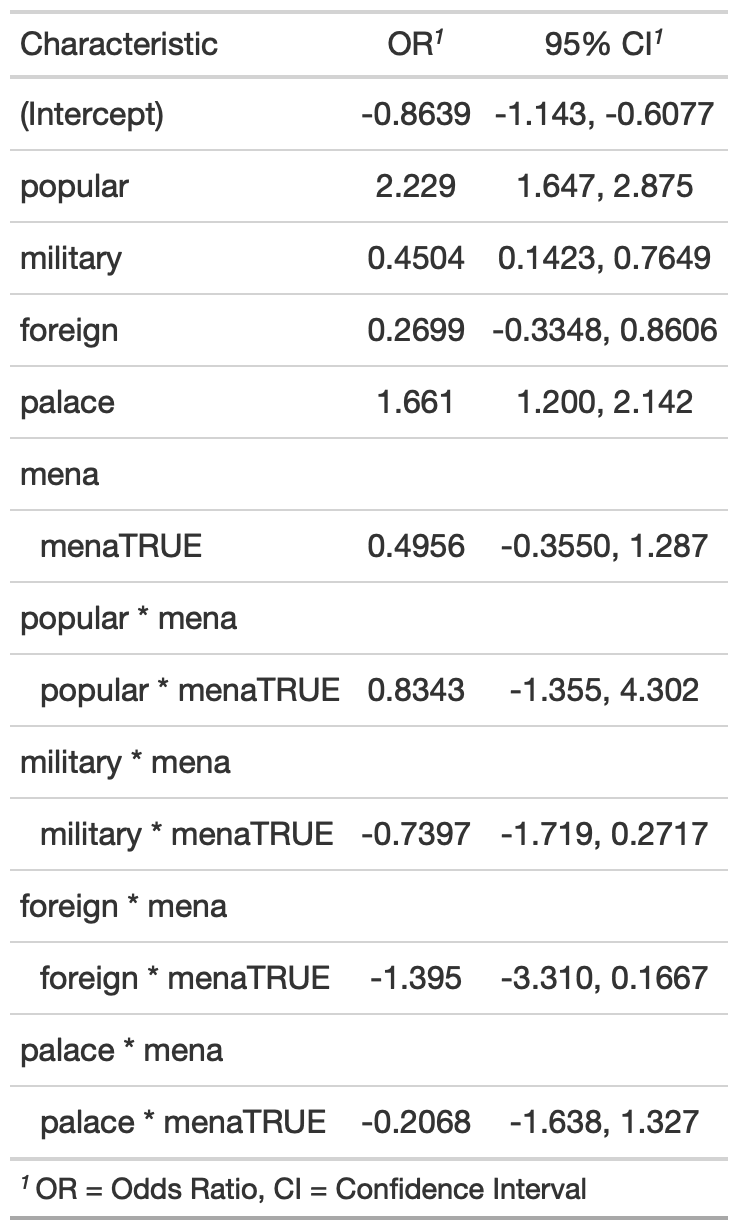 Characteristic OR¹ 95% CI¹
(Intercept) -0.8639 -1.143, -0.6077
popular 2.229 1.647, 2.875
military 0.4504 0.1423, 0.7649
foreign 0.2699 -0.3348, 0.8606
palace 1.661 1.200, 2.142
mena
menaTRUE 0.4956 -0.3550, 1.287
popular * mena
popular * menaTRUE 0.8343 -1.355, 4.302
military * mena
military * menaTRUE -0.7397 -1.719, 0.2717
foreign * mena
foreign * menaTRUE -1.395 -3.310, 0.1667
palace * mena
palace * menaTRUE -0.2068 -1.638, 1.327
¹ OR = Odds Ratio, CI = Confidence Interval